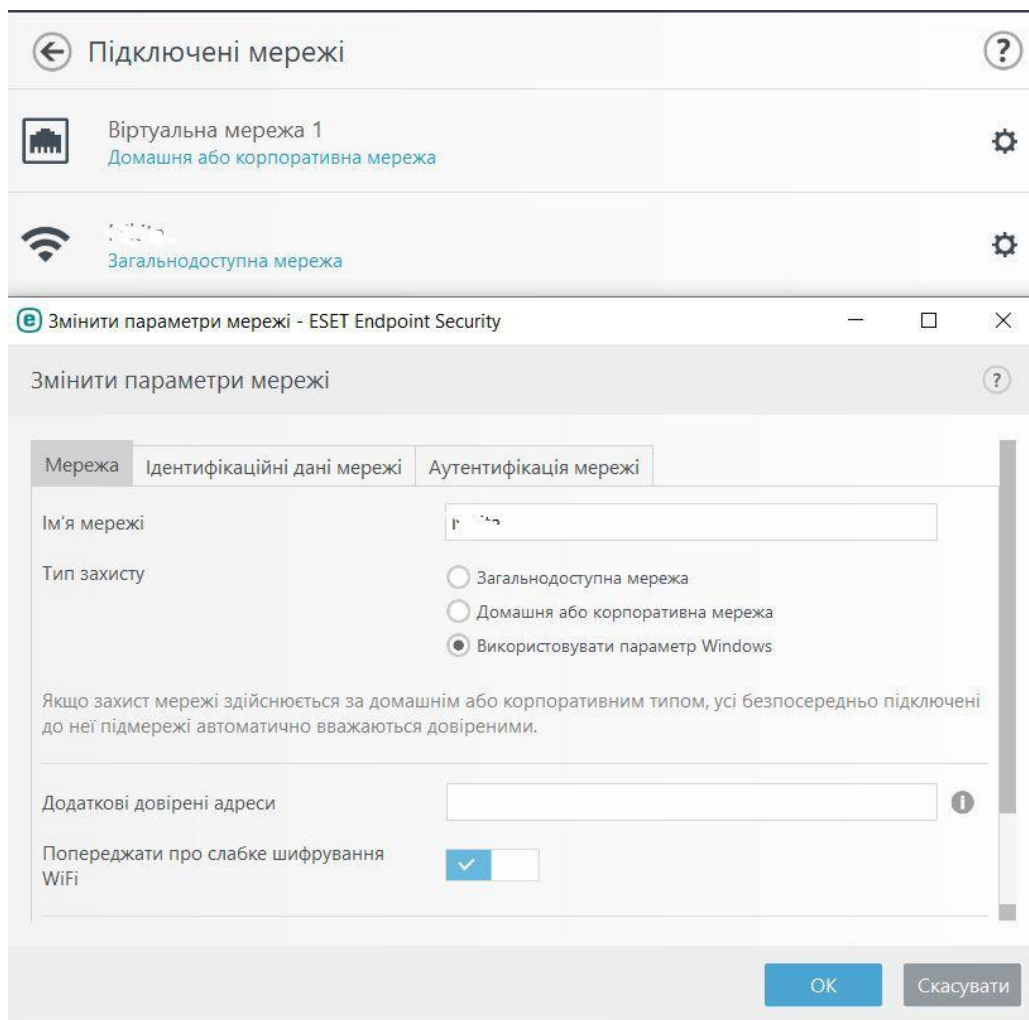 Підключені мережі
?
Віртуальна мережа 1
Домашня або корпоративна мережа
Загальнодоступна мережа
e Змінити параметри мережі - ESET Endpoint Security
Змінити параметри мережі
?
Мережа Ідентифікаційні дані мережі Аутентифікація мережі
Ім'я мережі
Тип захисту
Загальнодоступна мережа
Домашня або корпоративна мережа
Використовувати параметр Windows
Якщо захист мережі здійснюється за домашнім або корпоративним типом, усі безпосередньо підключені
до неї підмережі автоматично вважаються довіреними.
Додаткові довірені адреси
i
Попереджати про слабке шифрування
WiFi
ОК Скасувати